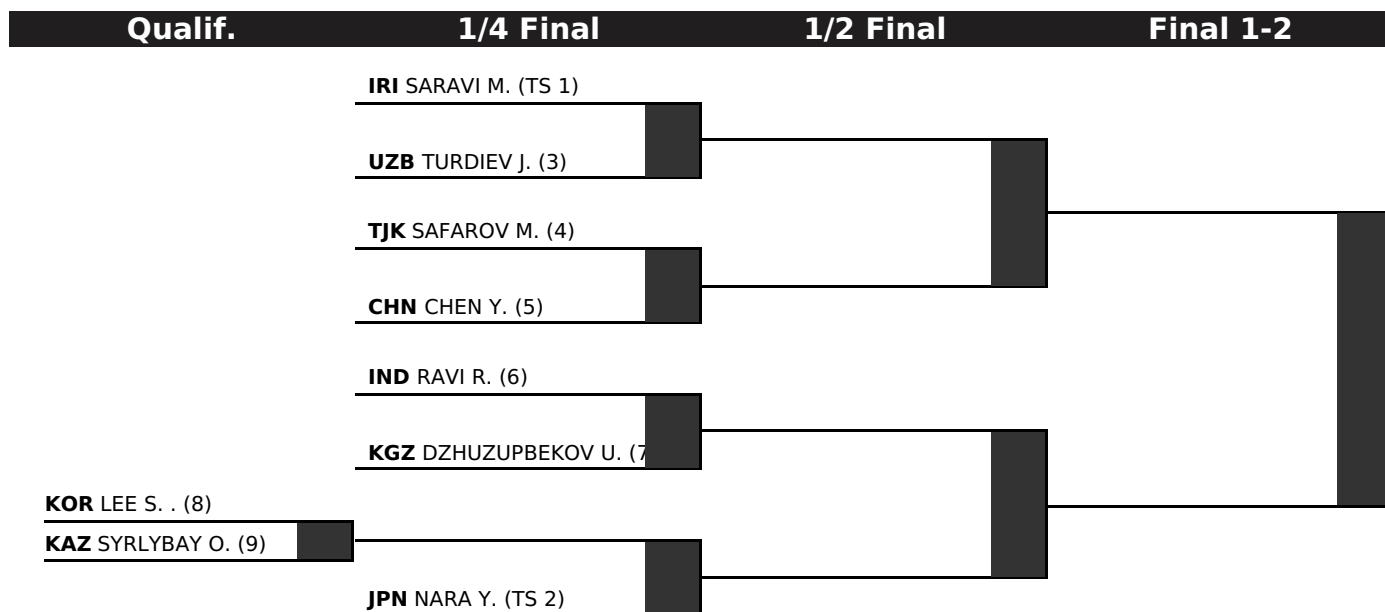 Qualif. 1/4 Final 1/2 Final Final 1-2
IRI SARAVI M. (TS 1)
UZB TURDIEV J. (3)
TJK SAFAROV M. (4)
CHN CHEN Y. (5)
IND RAVI R. (6)
KGZ DZHUZUPBEKOV U. (7
KOR LEE S. . (8)
KAZ SYRLYBAY O. (9)
JPN NARA Y. (TS 2)